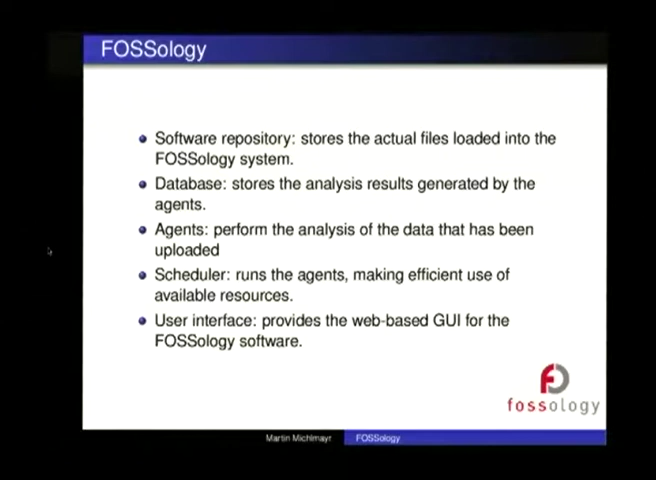 FOSSology
Software repository: stores the actual files loaded into the
FOSSology system.
Database: stores the analysis results generated by the
agents.
Agents: perform the analysis of the data that has been
uploaded
Scheduler: runs the agents, making efficient use of
available resources.
User interface: provides the web-based GUI for the
FOSSology software.
fossology
Martin Michlmayr FOSSology